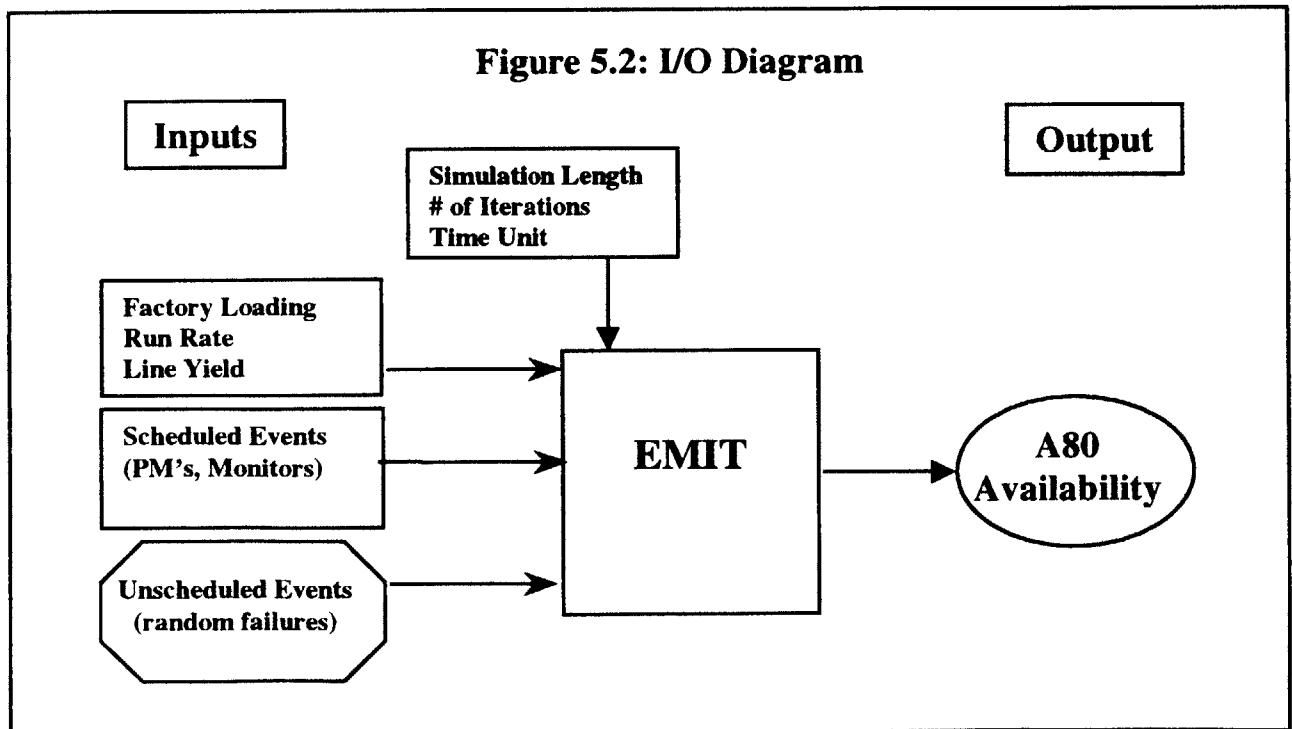 Figure 5.2: I/O Diagram
Inputs
Output
Simulation Length
# of Iterations
Time Unit
Factory Loading
Run Rate
Line Yield
Scheduled Events
(PM's, Monitors)
Unscheduled Events
(random failures)
EMIT
A80
Availability